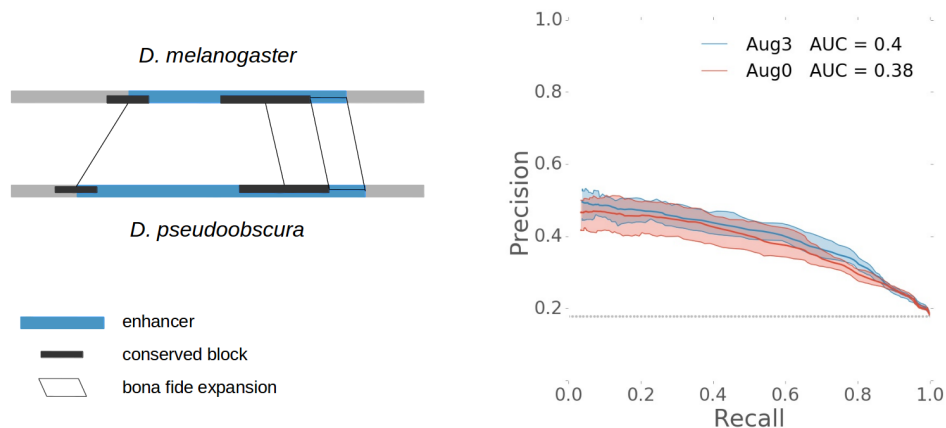 D. melanogaster
D. pseudoobscura
enhancer
conserved block
bona fide expansion
1.0
0.8
0.6
0.4
0.2
Precision
Aug3 AUC = 0.4
Aug0 AUC = 0.38
0.0 0.2 0.4 0.6 0.8 1.0
Recall